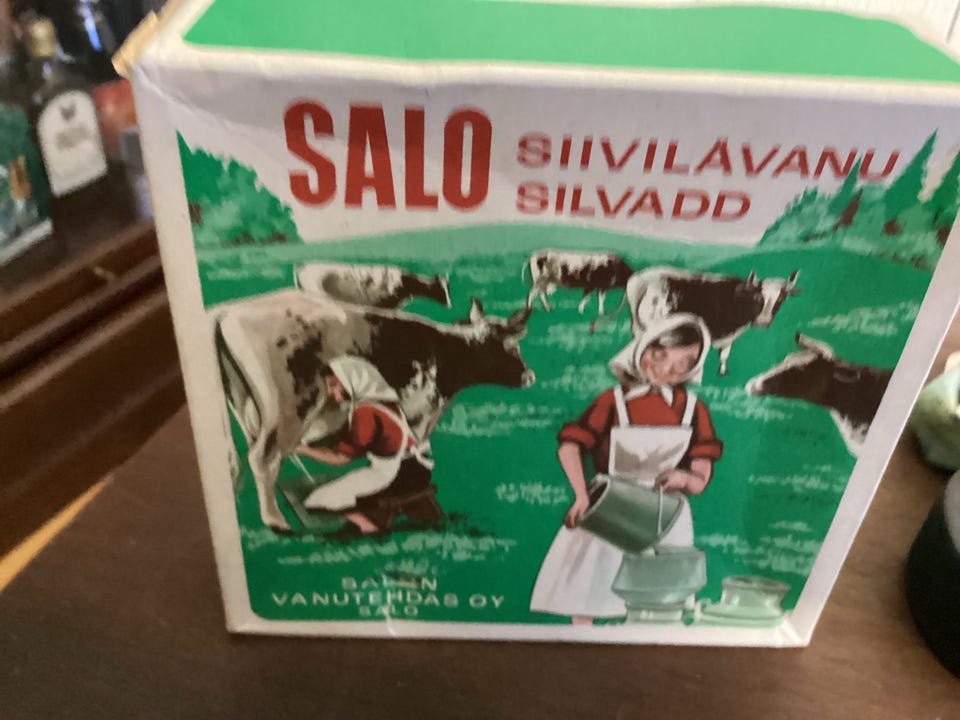 SALO
SIIVILÄVANU
SILVADD
SALON
VANUTEHDAS OY
SALO